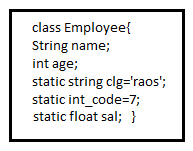 class Employee{
String name;
int age;
static string clg='raos';
static int_code=7;
static float sal;   }